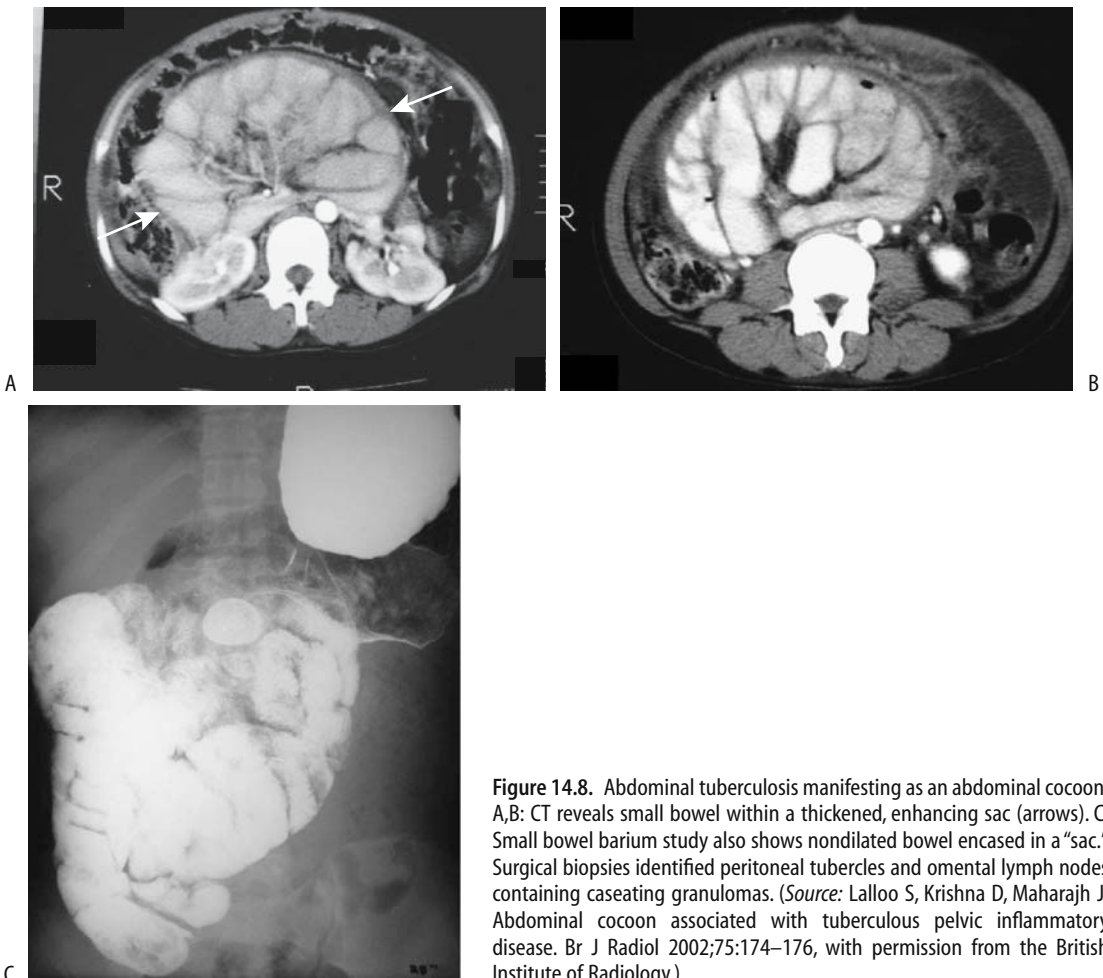 R
A
R
B
C
Figure 14.8. Abdominal tuberculosis manifesting as an abdominal cocoon
A,B: CT reveals small bowel within a thickened, enhancing sac (arrows). C
Small bowel barium study also shows nondilated bowel encased in a “sac.”
Surgical biopsies identified peritoneal tubercles and omental lymph nodes
containing caseating granulomas. (Source: Lalloo S, Krishna D, Maharajh J
Abdominal cocoon associated with tuberculous pelvic inflammatory
disease. Br J Radiol 2002;75:174–176, with permission from the British
Institute of Radiology.)